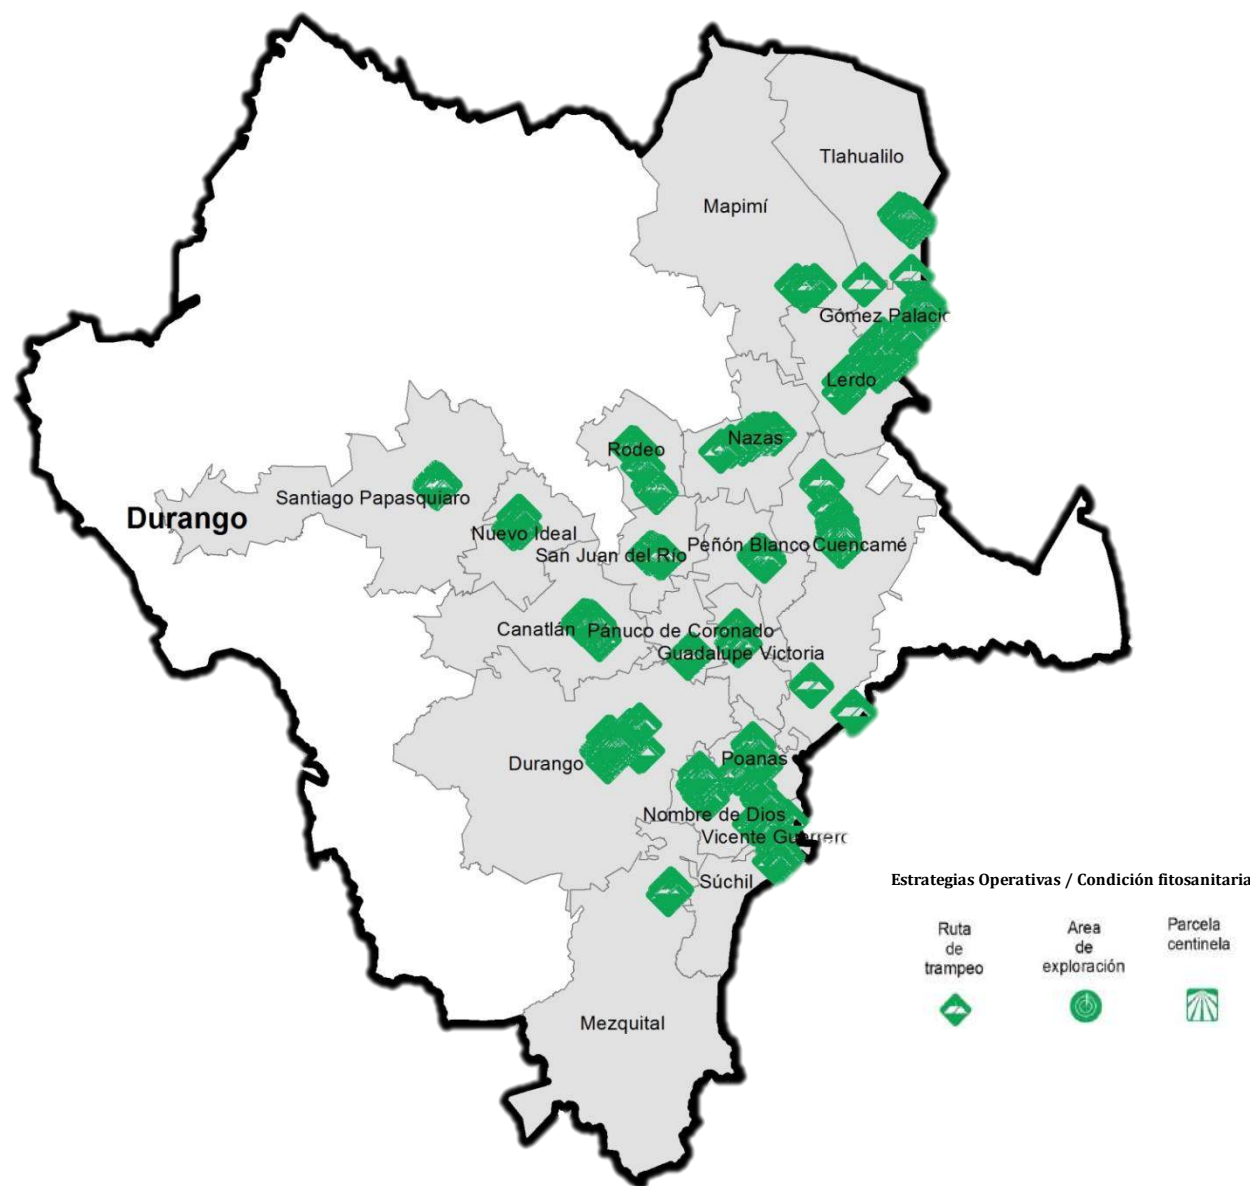 Tlahualilo
Mapimí
Gómez Palacio
Lerdo
Nazas
Rodeo
Santiago Papasquiaro
Durango
Nuevo Ideal
San Juan del Río
Peñón Blanco
Cuencamé
Canatlán
Pánuco de Coronado
Guadalupe Victoria
Durango
Poanas
Nombre de Dios
Vicente Guerrero
Súchil
Mezquital
Estrategias Operativas / Condición fitosanitaria
Ruta
de
trampeo
Area
de
exploración
Parcela
centinela